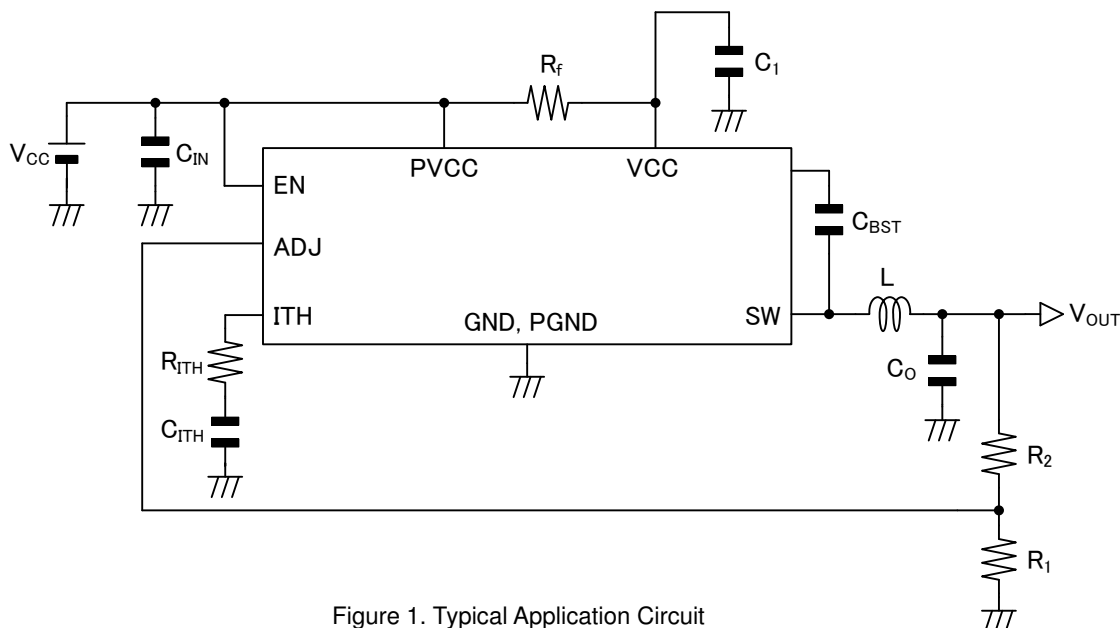 R_f
C_1
V_CC
C_IN
PVCC
VCC
EN
C_BST
ADJ
L
ITH
GND, PGND
SW
V_OUT
R_ITH
C_O
C_ITH
R_2
R_1
Figure 1. Typical Application Circuit